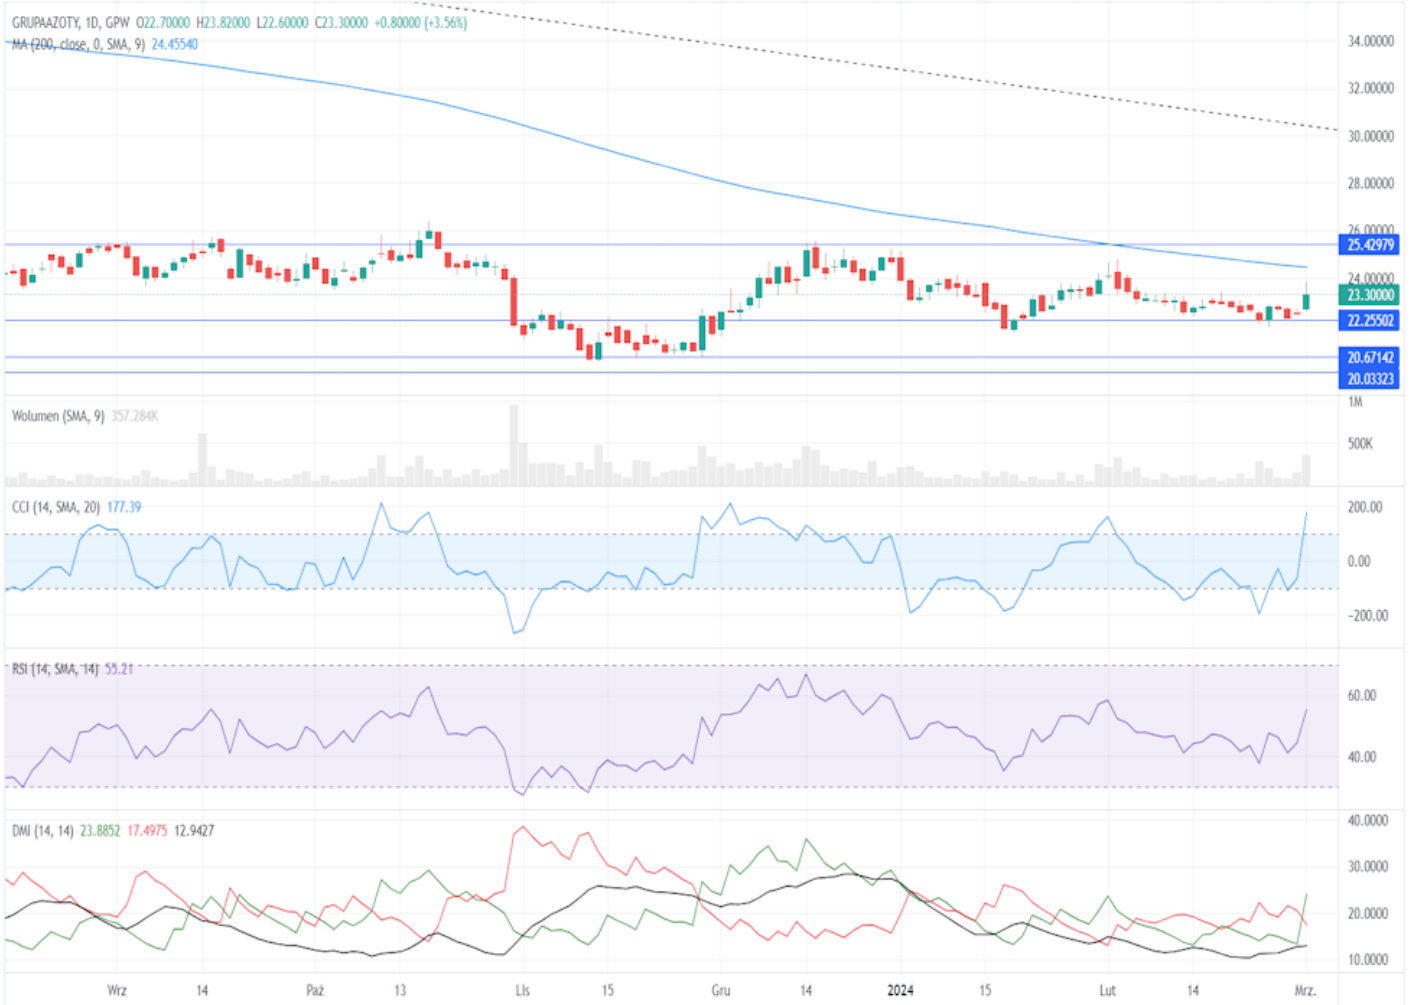 GRUPAAZOTY, 1D, GPW O22.70000 H23.82000 L22.60000 C23.30000 +0.80000 (+3.56%)
MA (200, close, 0, SMA, 9) 24.45540
34.00000
32.00000
30.00000
28.00000
26.00000
25.42979
24.00000
23.30000
22.25502
20.67142
20.03323
Wolumen (SMA, 9) 357.284K
1M
500K
CCI (14, SMA, 20) 177.39
200.00
0.00
−200.00
RSI (14, SMA, 14) 55.21
60.00
40.00
DMI (14, 14) 23.8852 17.4975 12.9427
40.0000
30.0000
20.0000
10.0000
Wrz 14 Paź 13 Lis 15 Gru 14 2024 15 Lut 14 Mrz.